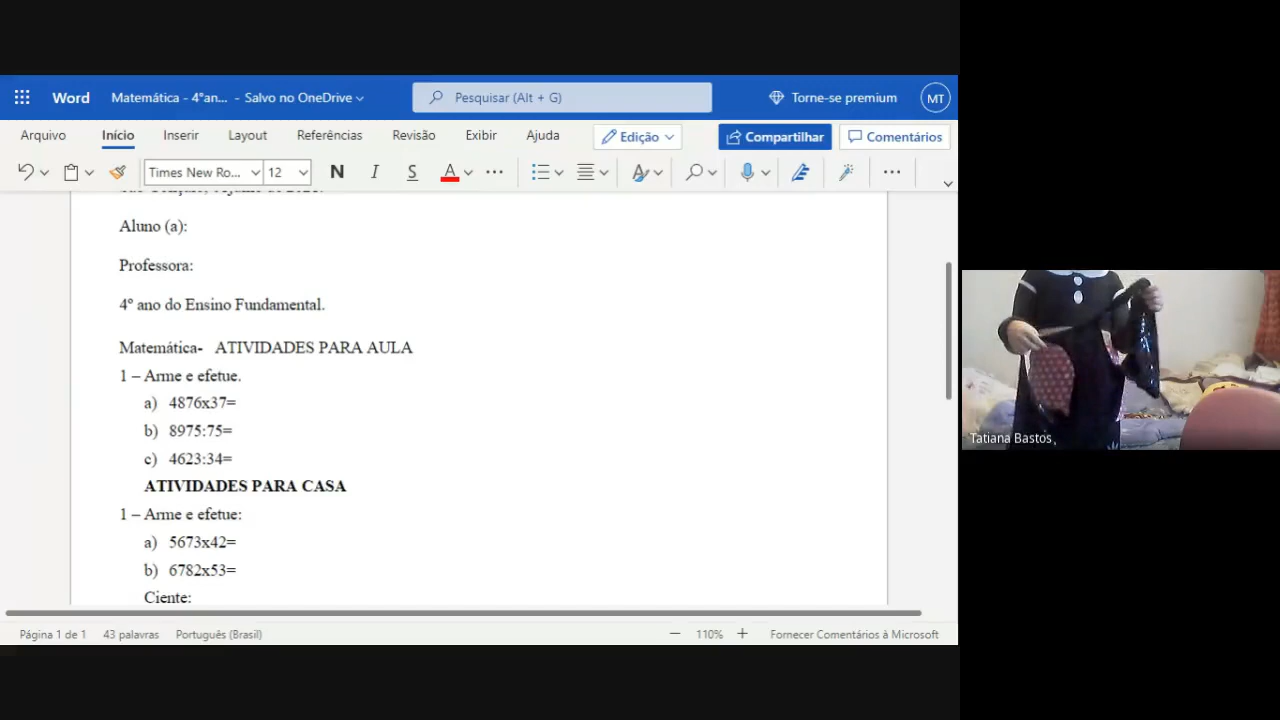 Word Matemática - 4°an... - Salvo no OneDrive Pesquisar (Alt + G) Torne-se premium MT
Arquivo Início Inserir Layout Referências Revisão Exibir Ajuda Edição Compartilhar Comentários
Times New Ro... 12 N I S A
Aluno (a):
Professora:
4º ano do Ensino Fundamental.
Matemática- ATIVIDADES PARA AULA
1 – Arme e efetue.
a) 4876x37=
b) 8975:75=
c) 4623:34=
ATIVIDADES PARA CASA
1 – Arme e efetue:
a) 5673x42=
b) 6782x53=
Ciente:
Página 1 de 1 43 palavras Português (Brasil) 110% Fornecer Comentários à Microsoft
Tatiana Bastos